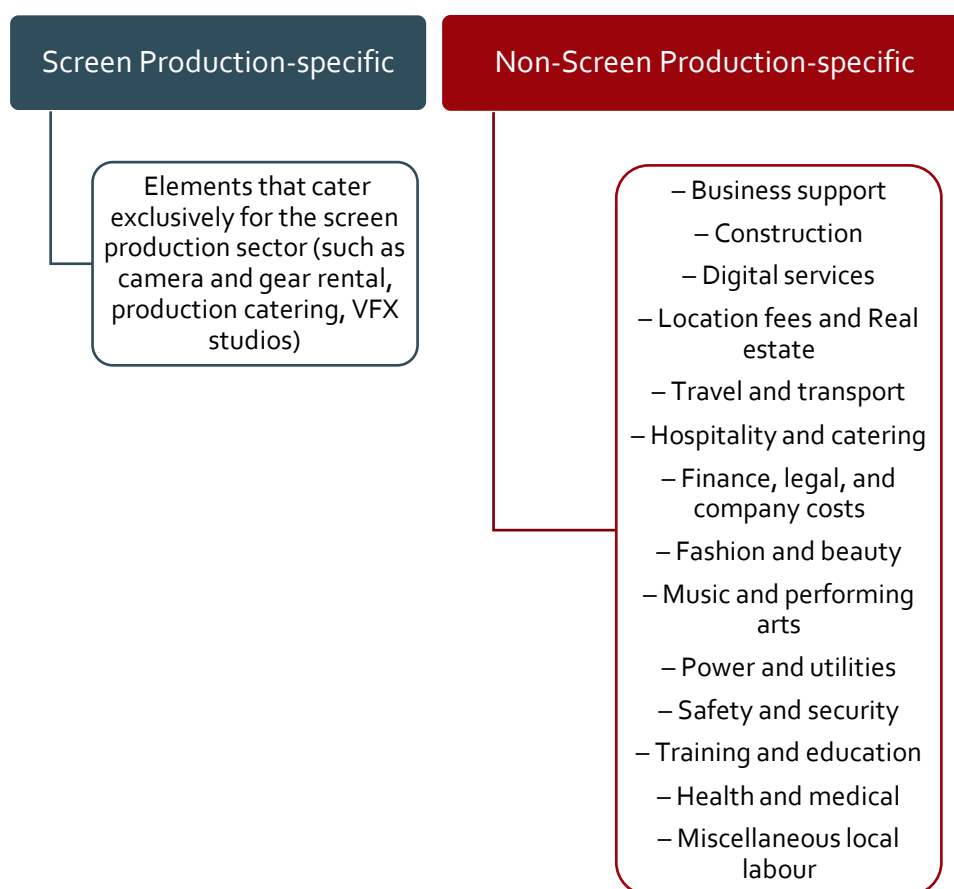 Screen Production-specific
Elements that cater
exclusively for the screen
production sector (such as
camera and gear rental,
production catering, VFX
studios)
Non-Screen Production-specific
– Business support
– Construction
– Digital services
– Location fees and Real
estate
– Travel and transport
– Hospitality and catering
– Finance, legal, and
company costs
– Fashion and beauty
– Music and performing
arts
– Power and utilities
– Safety and security
– Training and education
– Health and medical
– Miscellaneous local
labour